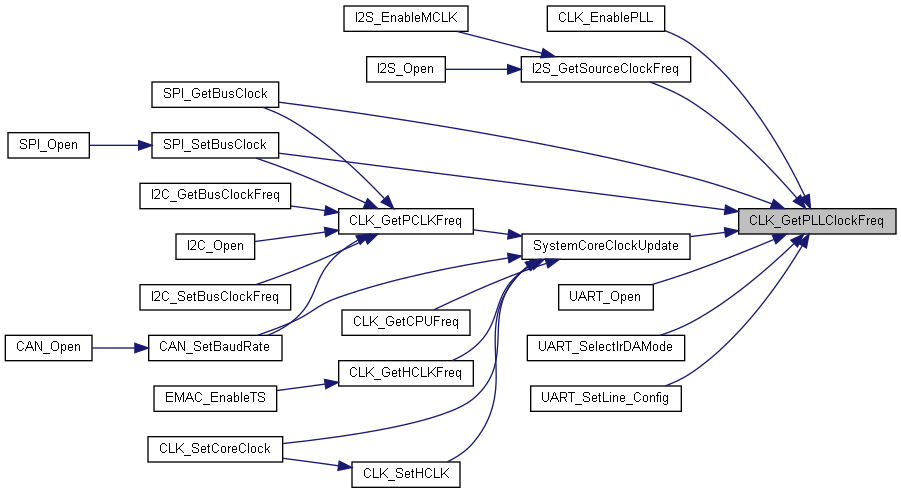 I2S_EnableMCLK
CLK_EnablePLL
I2S_Open
I2S_GetSourceClockFreq
SPI_GetBusClock
SPI_Open
SPI_SetBusClock
I2C_GetBusClockFreq
CLK_GetPCLKFreq
CLK_GetPLLClockFreq
I2C_Open
SystemCoreClockUpdate
I2C_SetBusClockFreq
UART_Open
CLK_GetCPUFreq
CAN_Open
CAN_SetBaudRate
UART_SelectIrDAMode
CLK_GetHCLKFreq
EMAC_EnableTS
UART_SetLine_Config
CLK_SetCoreClock
CLK_SetHCLK